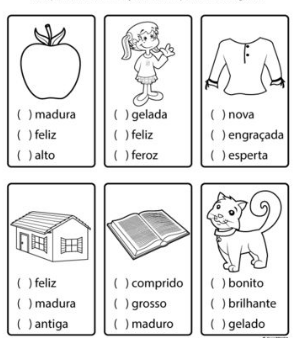 ( ) madura
( ) feliz
( ) alto
( ) gelada
( ) feliz
( ) feroz
( ) nova
( ) engraçada
( ) esperta
( ) feliz
( ) madura
( ) antiga
( ) comprido
( ) grosso
( ) maduro
( ) bonito
( ) brilhante
( ) gelado